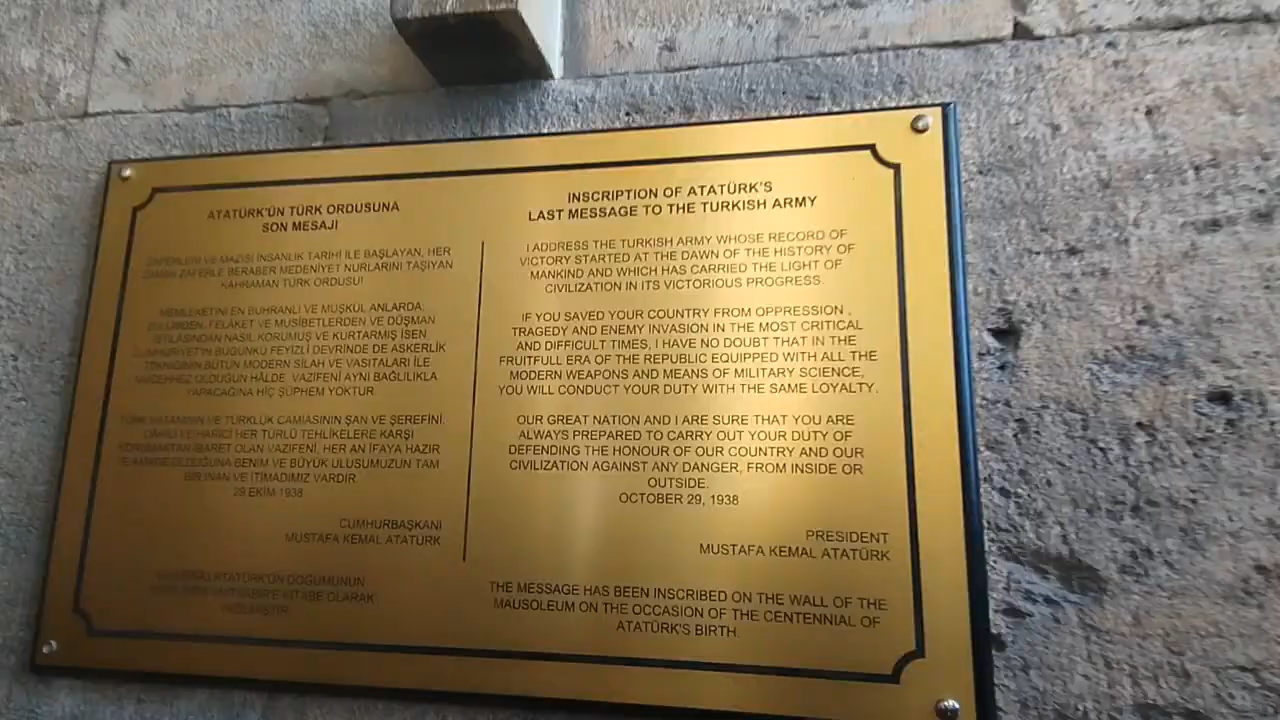 ATATÜRK'ÜN TÜRK ORDUSUNA
SON MESAJI
ZAFERLERİ VE MAZİSİ İNSANLIK TARİHİ İLE BAŞLAYAN, HER
ZAMAN ZAFERLE BERABER MEDENİYET NURLARINI TAŞIYAN
KAHRAMAN TÜRK ORDUSU!
MEMLEKETİNİ EN BUHRANLI VE MÜŞKÜL ANLARDA,
ZULÜMDEN, FELAKET VE MUSİBETLERDEN VE DÜŞMAN
İSTİLASINDAN NASIL KORUMUŞ VE KURTARMIŞ İSEN,
CUMHURİYET'İN BUGÜNKÜ FEYİZLİ DEVRİNDE DE ASKERLİK
TEKNİĞİNİN BÜTÜN MODERN SİLAH VE VASITALARI İLE
MÜCEHHEZ OLDUĞUN HÂLDE, VAZİFENİ AYNI BAĞLILIKLA
YAPACAĞINA HİÇ ŞÜPHEM YOKTUR.
TÜRK VATANININ VE TÜRKLÜK CAMİASININ ŞAN VE ŞEREFİNİ,
DÂHİLİ VE HARİCİ HER TÜRLÜ TEHLİKELERE KARŞI
KORUMAKTAN İBARET OLAN VAZİFENİ, HER AN İFAYA HAZIR
OLDUĞUNA BENİM VE BÜYÜK ULUSUMUZUN TAM
BİR İNAN VE İTİMADIMIZ VARDIR.
29 EKİM 1938
CUMHURBAŞKANI
MUSTAFA KEMAL ATATÜRK
ATATÜRK'ÜN DOĞUMUNUN
KİTABE OLARAK
YAZILMIŞTIR.
INSCRIPTION OF ATATÜRK'S
LAST MESSAGE TO THE TURKISH ARMY
I ADDRESS THE TURKISH ARMY WHOSE RECORD OF
VICTORY STARTED AT THE DAWN OF THE HISTORY OF
MANKIND AND WHICH HAS CARRIED THE LIGHT OF
CIVILIZATION IN ITS VICTORIOUS PROGRESS.
IF YOU SAVED YOUR COUNTRY FROM OPPRESSION ,
TRAGEDY AND ENEMY INVASION IN THE MOST CRITICAL
AND DIFFICULT TIMES, I HAVE NO DOUBT THAT IN THE
FRUITFULL ERA OF THE REPUBLIC EQUIPPED WITH ALL THE
MODERN WEAPONS AND MEANS OF MILITARY SCIENCE,
YOU WILL CONDUCT YOUR DUTY WITH THE SAME LOYALTY.
OUR GREAT NATION AND I ARE SURE THAT YOU ARE
ALWAYS PREPARED TO CARRY OUT YOUR DUTY OF
DEFENDING THE HONOUR OF OUR COUNTRY AND OUR
CIVILIZATION AGAINST ANY DANGER, FROM INSIDE OR
OUTSIDE.
OCTOBER 29, 1938
PRESIDENT
MUSTAFA KEMAL ATATÜRK
THE MESSAGE HAS BEEN INSCRIBED ON THE WALL OF THE
MAUSOLEUM ON THE OCCASION OF THE CENTENNIAL OF
ATATÜRK'S BIRTH.